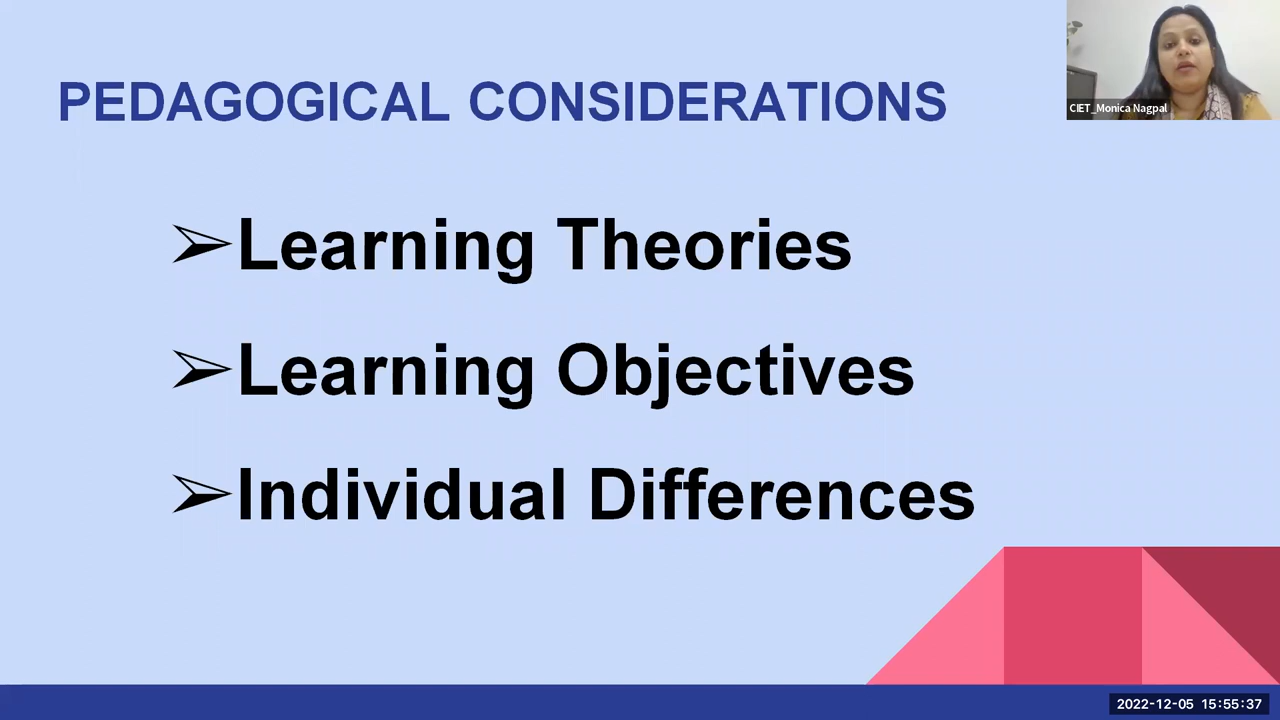 PEDAGOGICAL CONSIDERATIONS
CIET_Monica Nagpal
➢Learning Theories
➢Learning Objectives
➢Individual Differences
2022-12-05 15:55:37